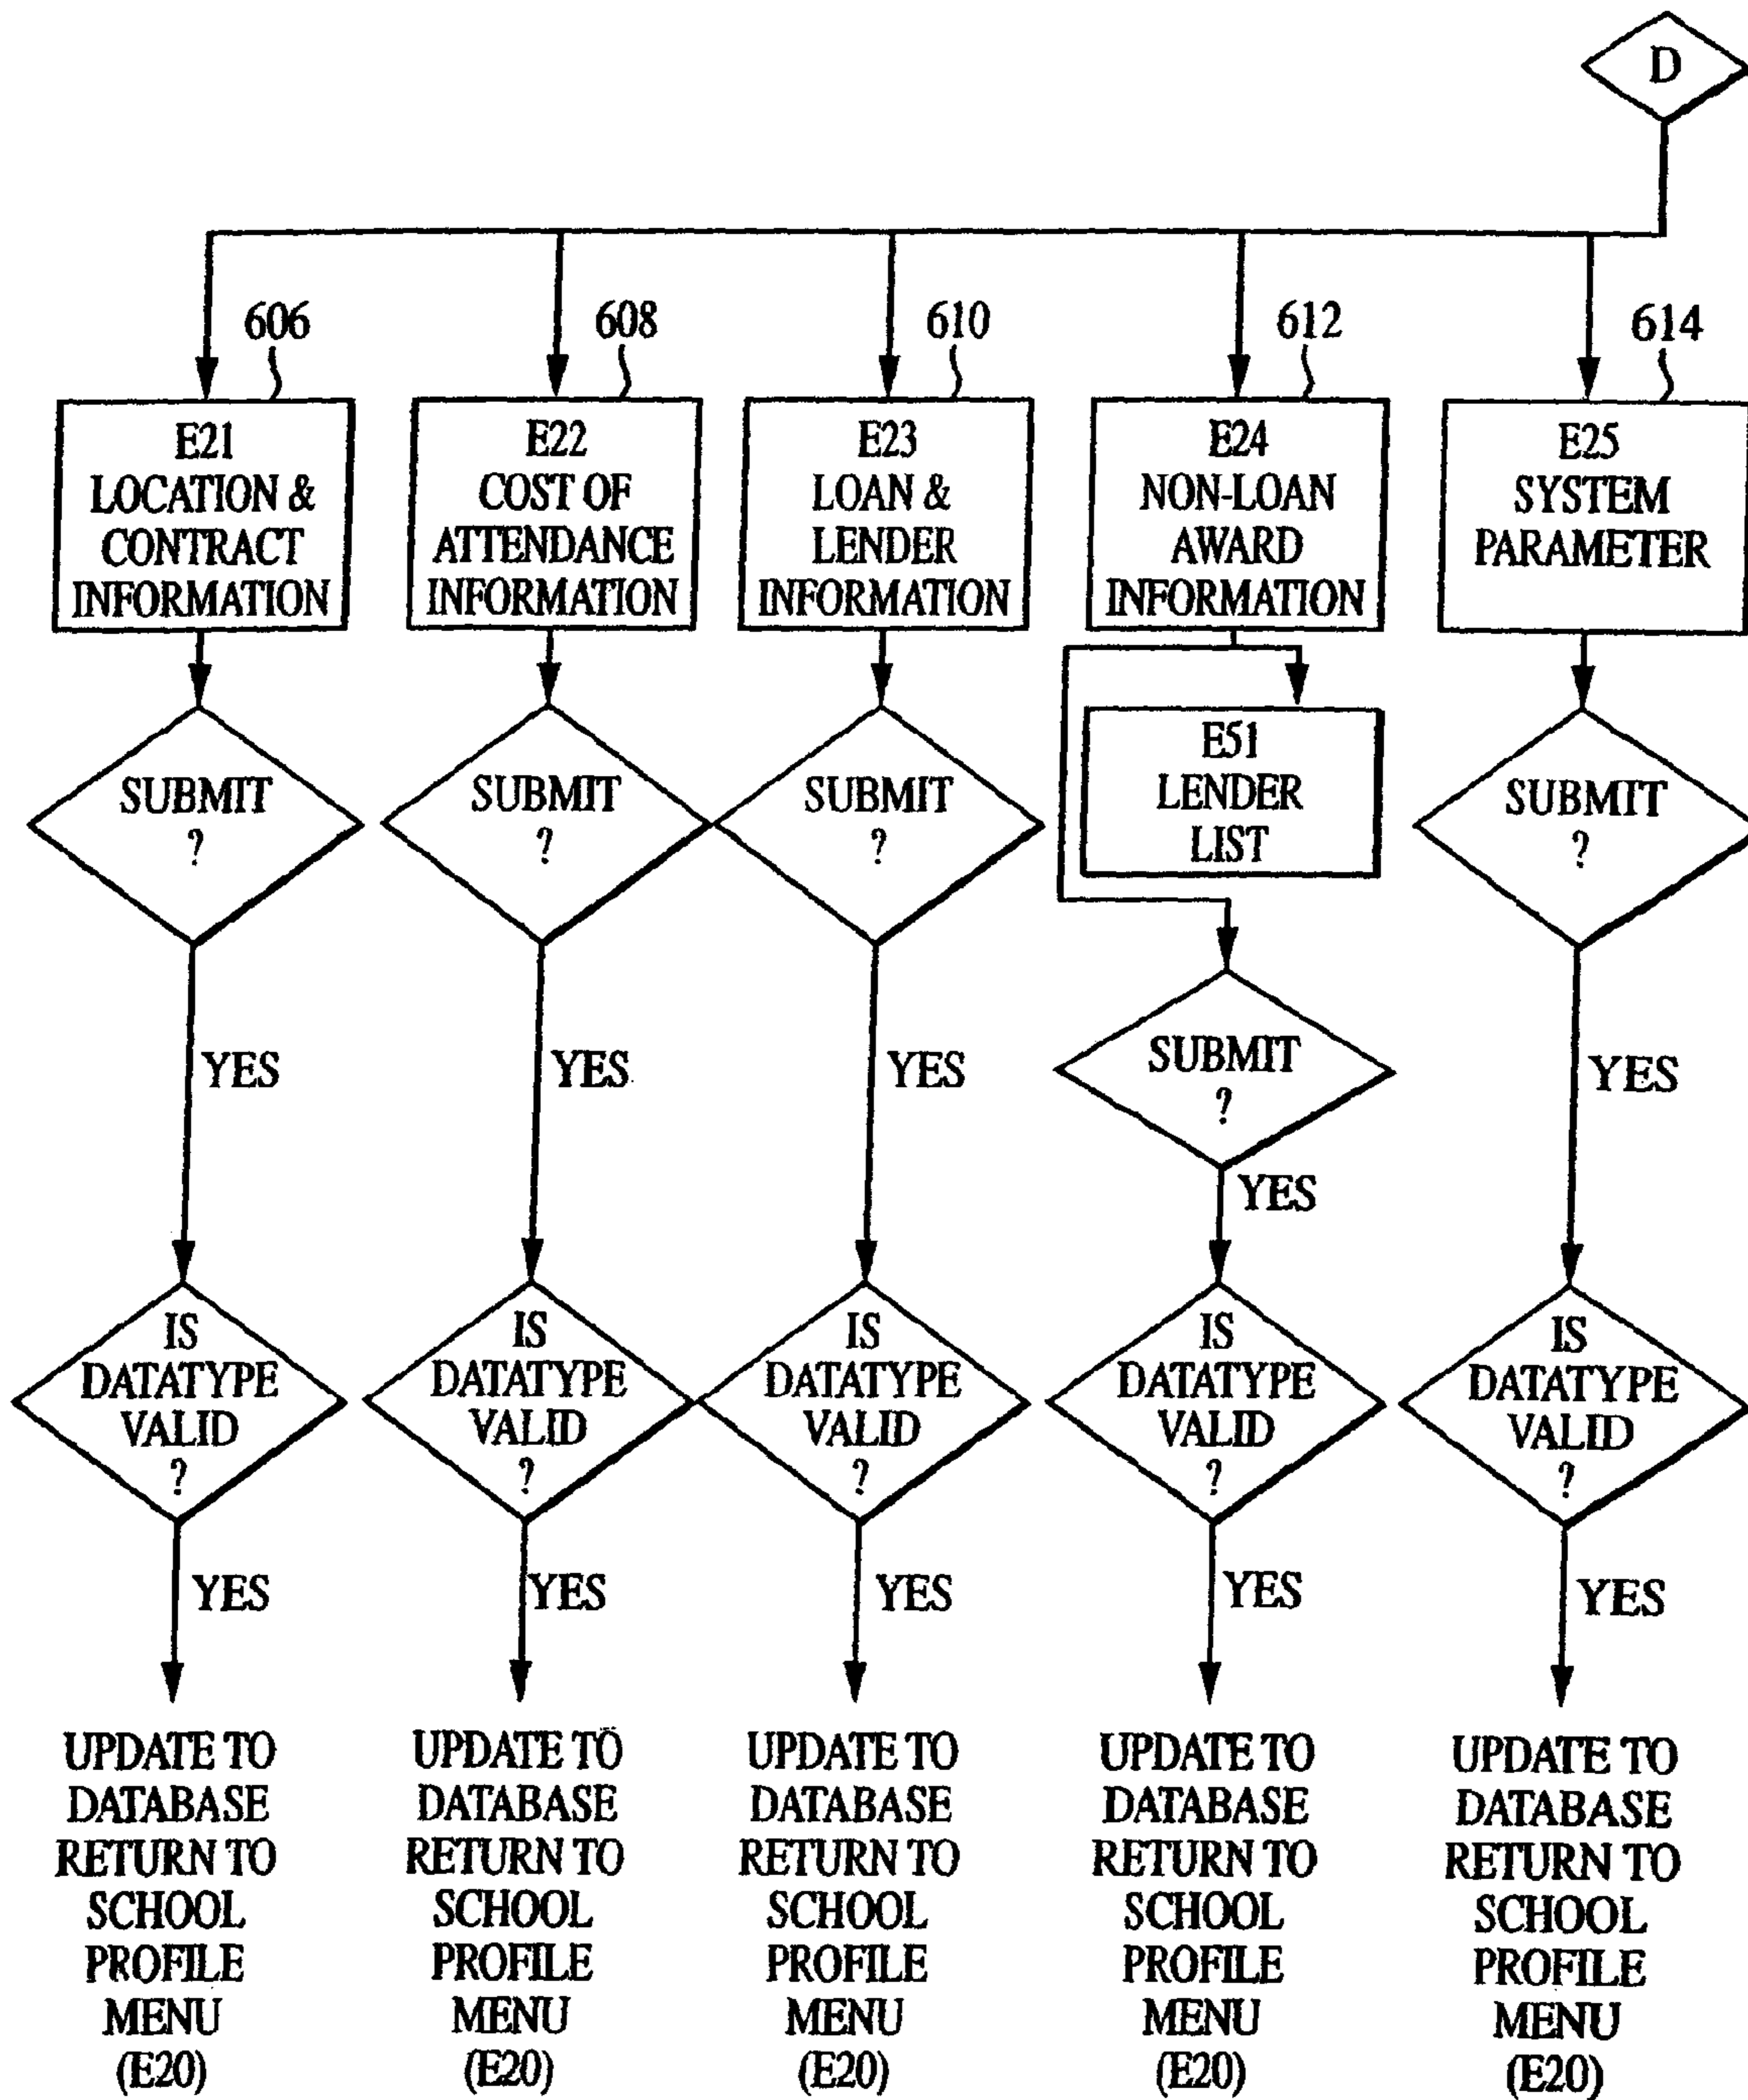 D
606
E21
LOCATION &
CONTRACT
INFORMATION
SUBMIT
?
YES
IS
DATATYPE
VALID
?
YES
UPDATE TO
DATABASE
RETURN TO
SCHOOL
PROFILE
MENU
(E20)
608
E22
COST OF
ATTENDANCE
INFORMATION
SUBMIT
?
YES
IS
DATATYPE
VALID
?
YES
UPDATE TO
DATABASE
RETURN TO
SCHOOL
PROFILE
MENU
(E20)
610
E23
LOAN &
LENDER
INFORMATION
SUBMIT
?
YES
IS
DATATYPE
VALID
?
YES
UPDATE TO
DATABASE
RETURN TO
SCHOOL
PROFILE
MENU
(E20)
612
E24
NON-LOAN
AWARD
INFORMATION
E51
LENDER
LIST
SUBMIT
?
YES
IS
DATATYPE
VALID
?
YES
UPDATE TO
DATABASE
RETURN TO
SCHOOL
PROFILE
MENU
(E20)
614
E25
SYSTEM
PARAMETER
SUBMIT
?
YES
IS
DATATYPE
VALID
?
YES
UPDATE TO
DATABASE
RETURN TO
SCHOOL
PROFILE
MENU
(E20)